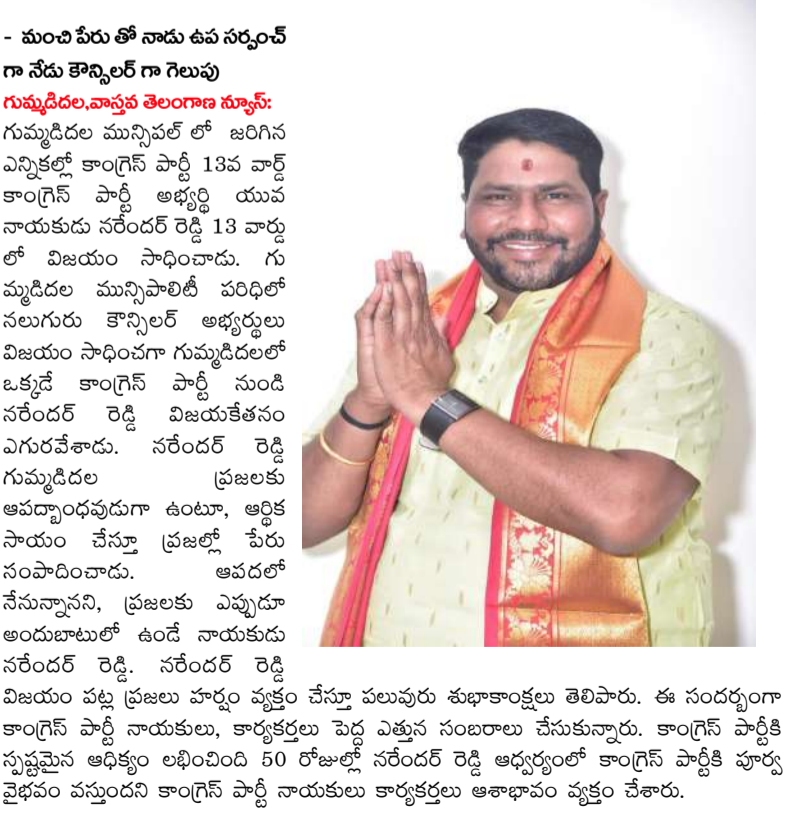 - మంచి పేరు తో నాడు ఉప సర్పంచ్
గా నేడు కౌన్సిలర్ గా గెలుపు
గుమ్మడిదల,వాస్తవ తెలంగాణ న్యూస్:
గుమ్మడిదల మున్సిపల్ లో జరిగిన
ఎన్నికల్లో కాంగ్రెస్ పార్టీ 13వ వార్డ్
కాంగ్రెస్ పార్టీ అభ్యర్థి యువ
నాయకుడు నరేందర్ రెడ్డి 13 వార్డు
లో విజయం సాధించాడు. గు
మ్మడిదల మున్సిపాలిటీ పరిధిలో
నలుగురు కౌన్సిలర్ అభ్యర్థులు
విజయం సాధించగా గుమ్మడిదలలో
ఒక్కడే కాంగ్రెస్ పార్టీ నుండి
నరేందర్ రెడ్డి విజయకేతనం
ఎగురవేశాడు. నరేందర్ రెడ్డి
గుమ్మడిదల ప్రజలకు
ఆపద్బాంధవుడుగా ఉంటూ, ఆర్థిక
సాయం చేస్తూ ప్రజల్లో పేరు
సంపాదించాడు. ఆపదలో
నేనున్నానని, ప్రజలకు ఎప్పుడూ
అందుబాటులో ఉండే నాయకుడు
నరేందర్ రెడ్డి. నరేందర్ రెడ్డి
విజయం పట్ల ప్రజలు హర్షం వ్యక్తం చేస్తూ పలువురు శుభాకాంక్షలు తెలిపారు. ఈ సందర్భంగా
కాంగ్రెస్ పార్టీ నాయకులు, కార్యకర్తలు పెద్ద ఎత్తున సంబరాలు చేసుకున్నారు. కాంగ్రెస్ పార్టీకి
స్పష్టమైన ఆధిక్యం లభించింది 50 రోజుల్లో నరేందర్ రెడ్డి ఆధ్వర్యంలో కాంగ్రెస్ పార్టీకి పూర్వ
వైభవం వస్తుందని కాంగ్రెస్ పార్టీ నాయకులు కార్యకర్తలు ఆశాభావం వ్యక్తం చేశారు.